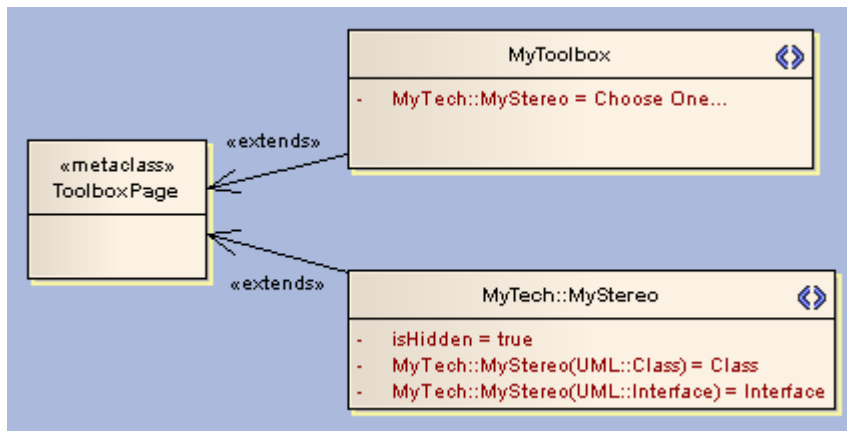 MyToolbox
- MyTech::MyStereo = Choose One...
«extends»
«metaclass»
ToolboxPage
«extends»
MyTech::MyStereo
- isHidden = true
- MyTech::MyStereo(UML::Class) = Class
- MyTech::MyStereo(UML::Interface) = Interface